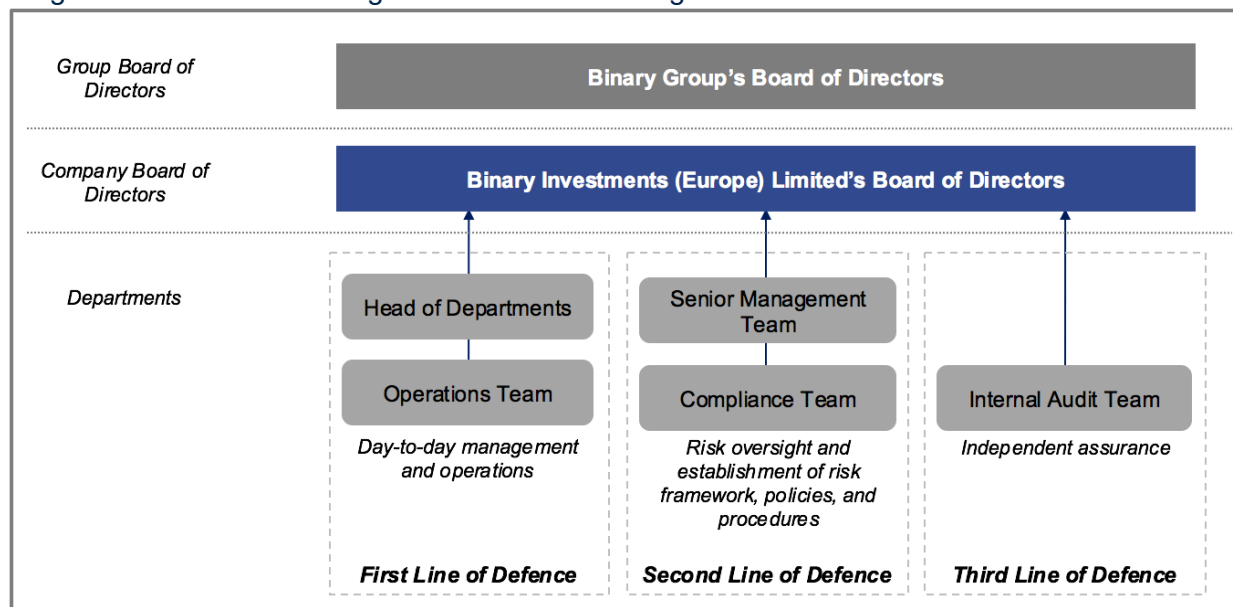 Group Board of
Directors
Binary Group's Board of Directors
Company Board of
Directors
Binary Investments (Europe) Limited's Board of Directors
Departments
Head of Departments
Operations Team
Day-to-day management
and operations
First Line of Defence
Senior Management
Team
Compliance Team
Risk oversight and
establishment of risk
framework, policies, and
procedures
Second Line of Defence
Internal Audit Team
Independent assurance
Third Line of Defence